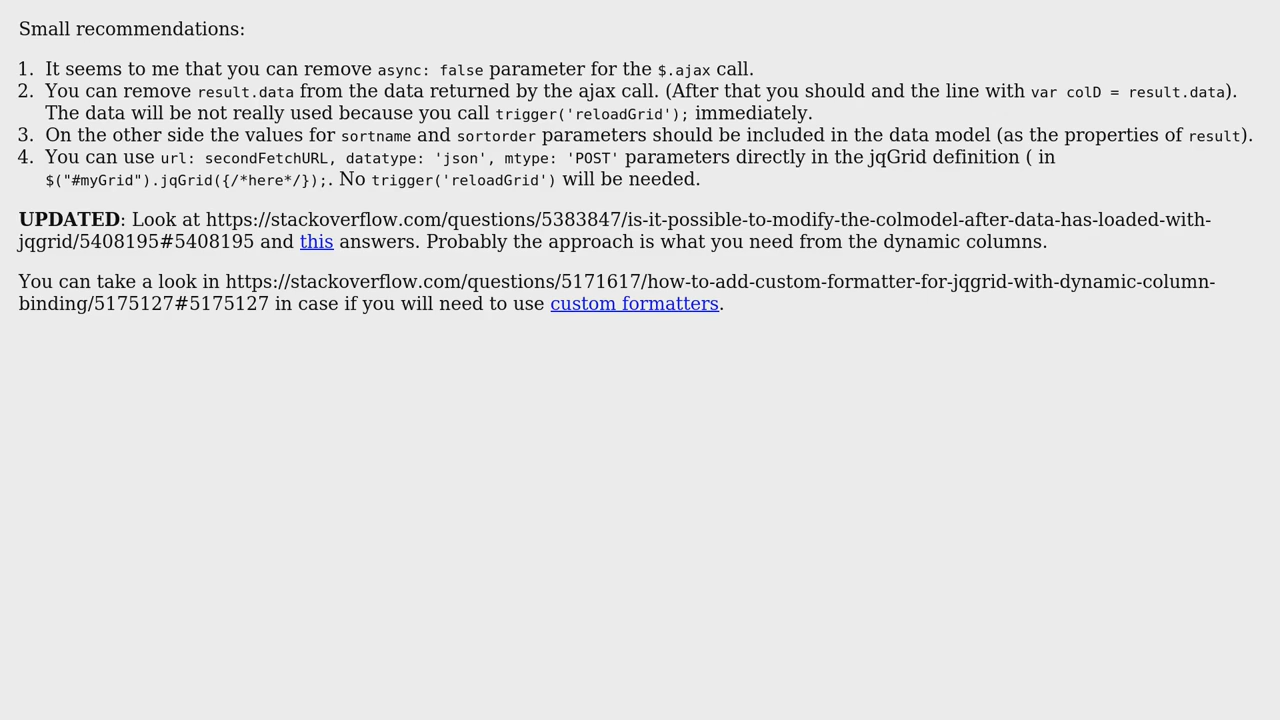 Small recommendations:
1. It seems to me that you can remove async: false parameter for the $.ajax call.
2. You can remove result.data from the data returned by the ajax call. (After that you should and the line with var colD = result.data).
The data will be not really used because you call trigger('reloadGrid'); immediately.
3. On the other side the values for sortname and sortorder parameters should be included in the data model (as the properties of result).
4. You can use url: secondFetchURL, datatype: 'json', mtype: 'POST' parameters directly in the jqGrid definition ( in
$("#myGrid").jqGrid({/*here*/});. No trigger('reloadGrid') will be needed.
UPDATED: Look at https://stackoverflow.com/questions/5383847/is-it-possible-to-modify-the-colmodel-after-data-has-loaded-with-
jqgrid/5408195#5408195 and this answers. Probably the approach is what you need from the dynamic columns.
You can take a look in https://stackoverflow.com/questions/5171617/how-to-add-custom-formatter-for-jqgrid-with-dynamic-column-
binding/5175127#5175127 in case if you will need to use custom formatters.